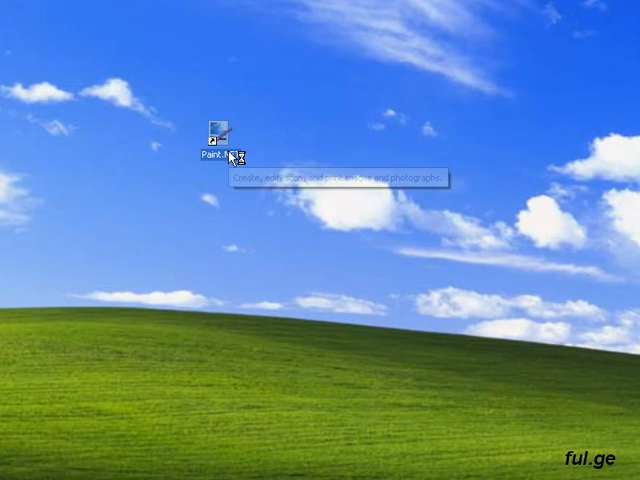 Paint.N
Create, edit, scan, and print images and photographs.
ful.ge